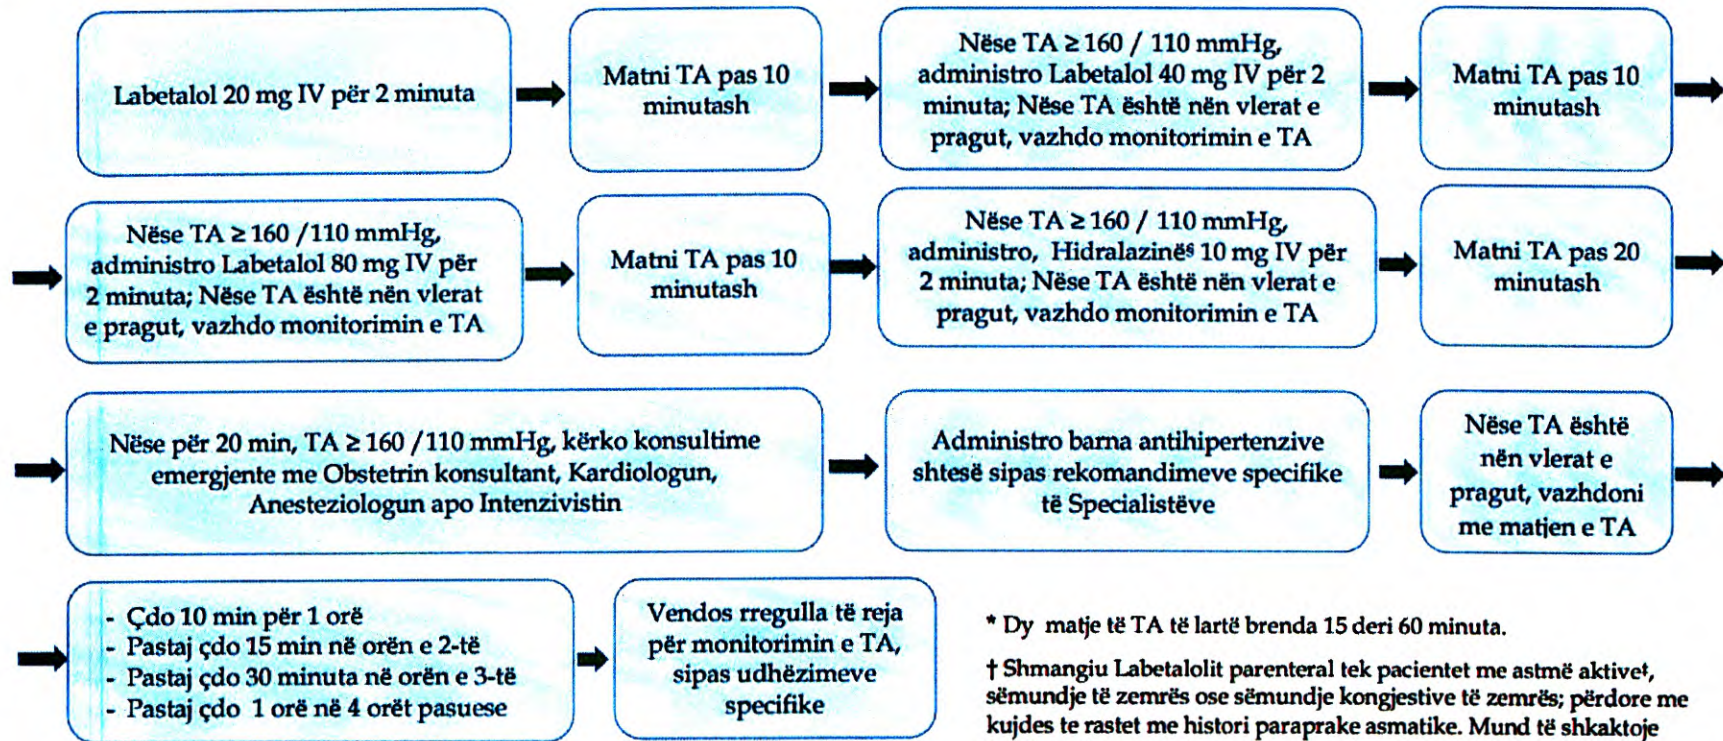 Labetalol 20 mg IV për 2 minuta
Matni TA pas 10
minutash
Nëse TA ≥ 160 / 110 mmHg,
administro Labetalol 40 mg IV për 2
minuta; Nëse TA është nën vlerat e
pragut, vazhdo monitorimin e TA
Matni TA pas 10
minutash
Nëse TA ≥ 160 /110 mmHg,
administro Labetalol 80 mg IV për
2 minuta; Nëse TA është nën vlerat
e pragut, vazhdo monitorimin e TA
Matni TA pas 10
minutash
Nëse TA ≥ 160 / 110 mmHg,
administro, Hidralazinë§ 10 mg IV për
2 minuta; Nëse TA është nën vlerat e
pragut, vazhdo monitorimin e TA
Matni TA pas 20
minutash
Nëse për 20 min, TA ≥ 160 /110 mmHg, kërko konsultime
emergjente me Obstetrin konsultant, Kardiologun,
Anesteziologun apo Intenzivistin
Administro barna antihipertenzive
shtesë sipas rekomandimeve specifike
të Specialistëve
Nëse TA është
nën vlerat e
pragut, vazhdoni
me matjen e TA
- Çdo 10 min për 1 orë
- Pastaj çdo 15 min në orën e 2-të
- Pastaj çdo 30 minuta në orën e 3-të
- Pastaj çdo 1 orë në 4 orët pasuese
Vendos rregulla të reja
për monitorimin e TA,
sipas udhëzimeve
specifike
* Dy matje të TA të lartë brenda 15 deri 60 minuta.
† Shmangiu Labetalolit parenteral tek pacientet me astmë aktive‡,
sëmundje të zemrës ose sëmundje kongjestive të zemrës; përdore me
kujdes te rastet me histori paraprake asmatike. Mund të shkaktoje